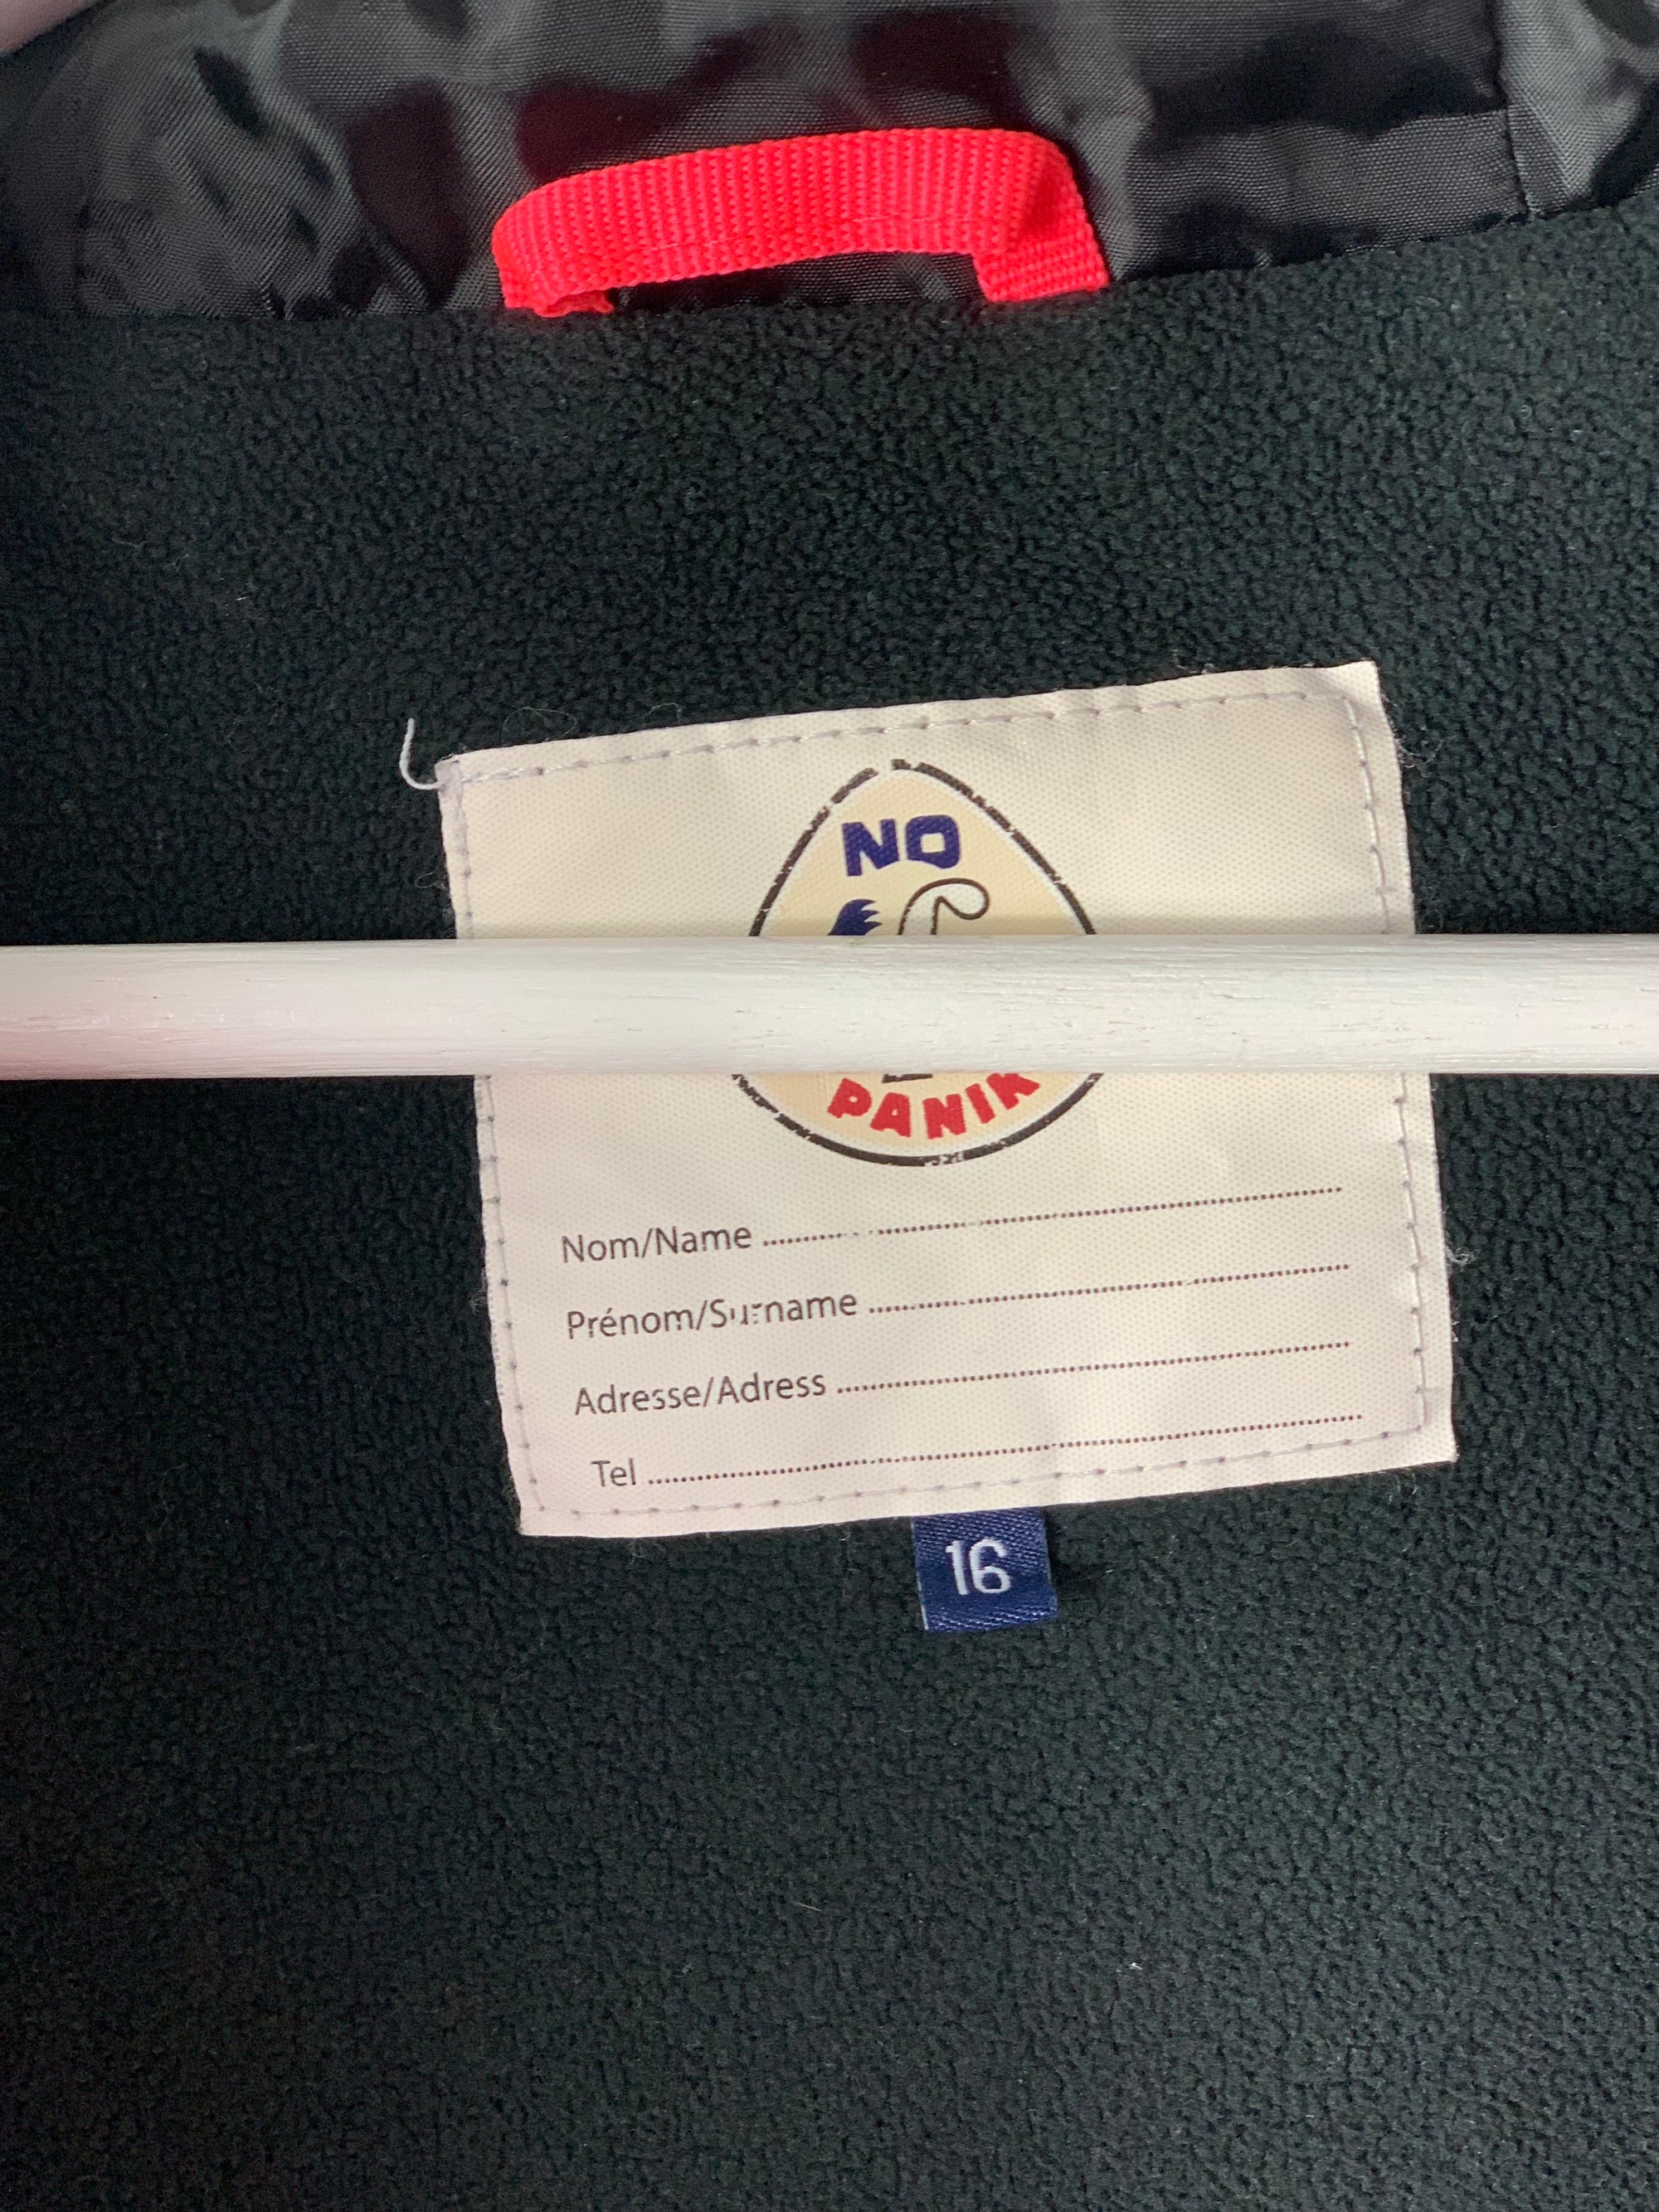 NO
PANIK
Nom/Name
Prénom/Surname
Adresse/Adress
Tel
16